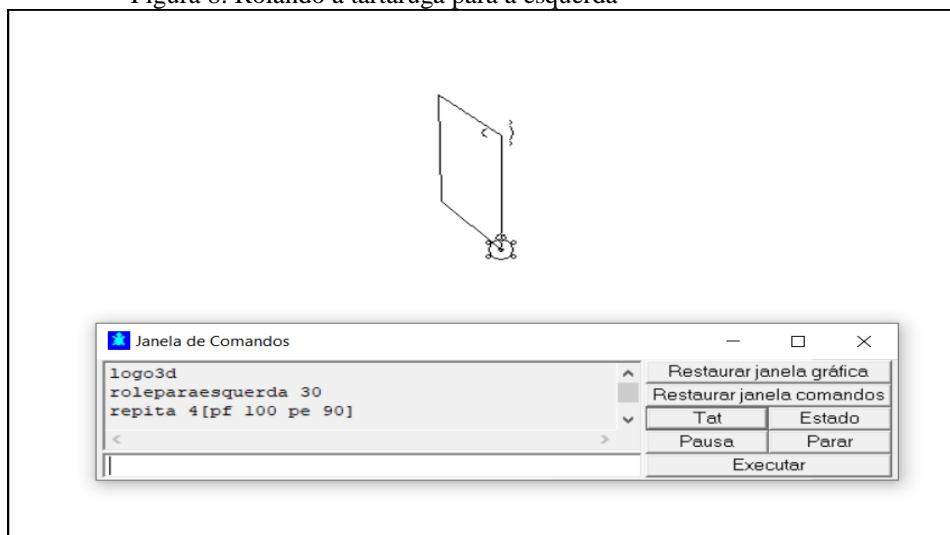 Figura 8: Rolando a tartaruga para a esquerda
Janela de Comandos
logo3d
roleparaesquerda 30
repita 4[pf 100 pe 90]
Restaurar janela gráfica
Restaurar janela comandos
Tat
Estado
Pausa
Parar
Executar